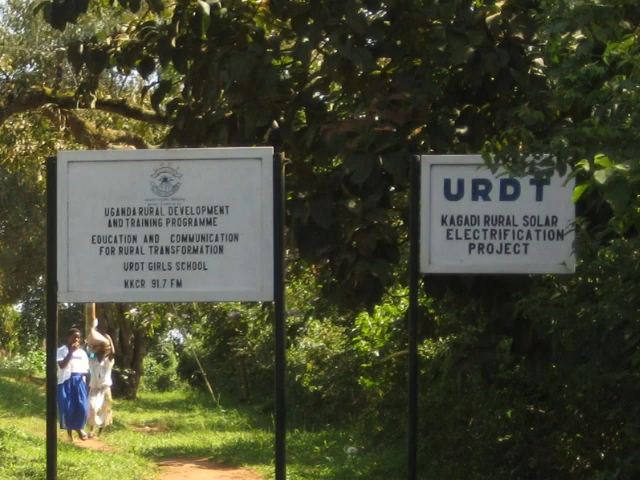 UGANDA RURAL DEVELOPMENT
AND TRAINING PROGRAMME
EDUCATION AND COMMUNICATION
FOR RURAL TRANSFORMATION
URDT GIRLS SCHOOL
KKCR 91.7 FM
URDT
KAGADI RURAL SOLAR
ELECTRIFICATION
PROJECT